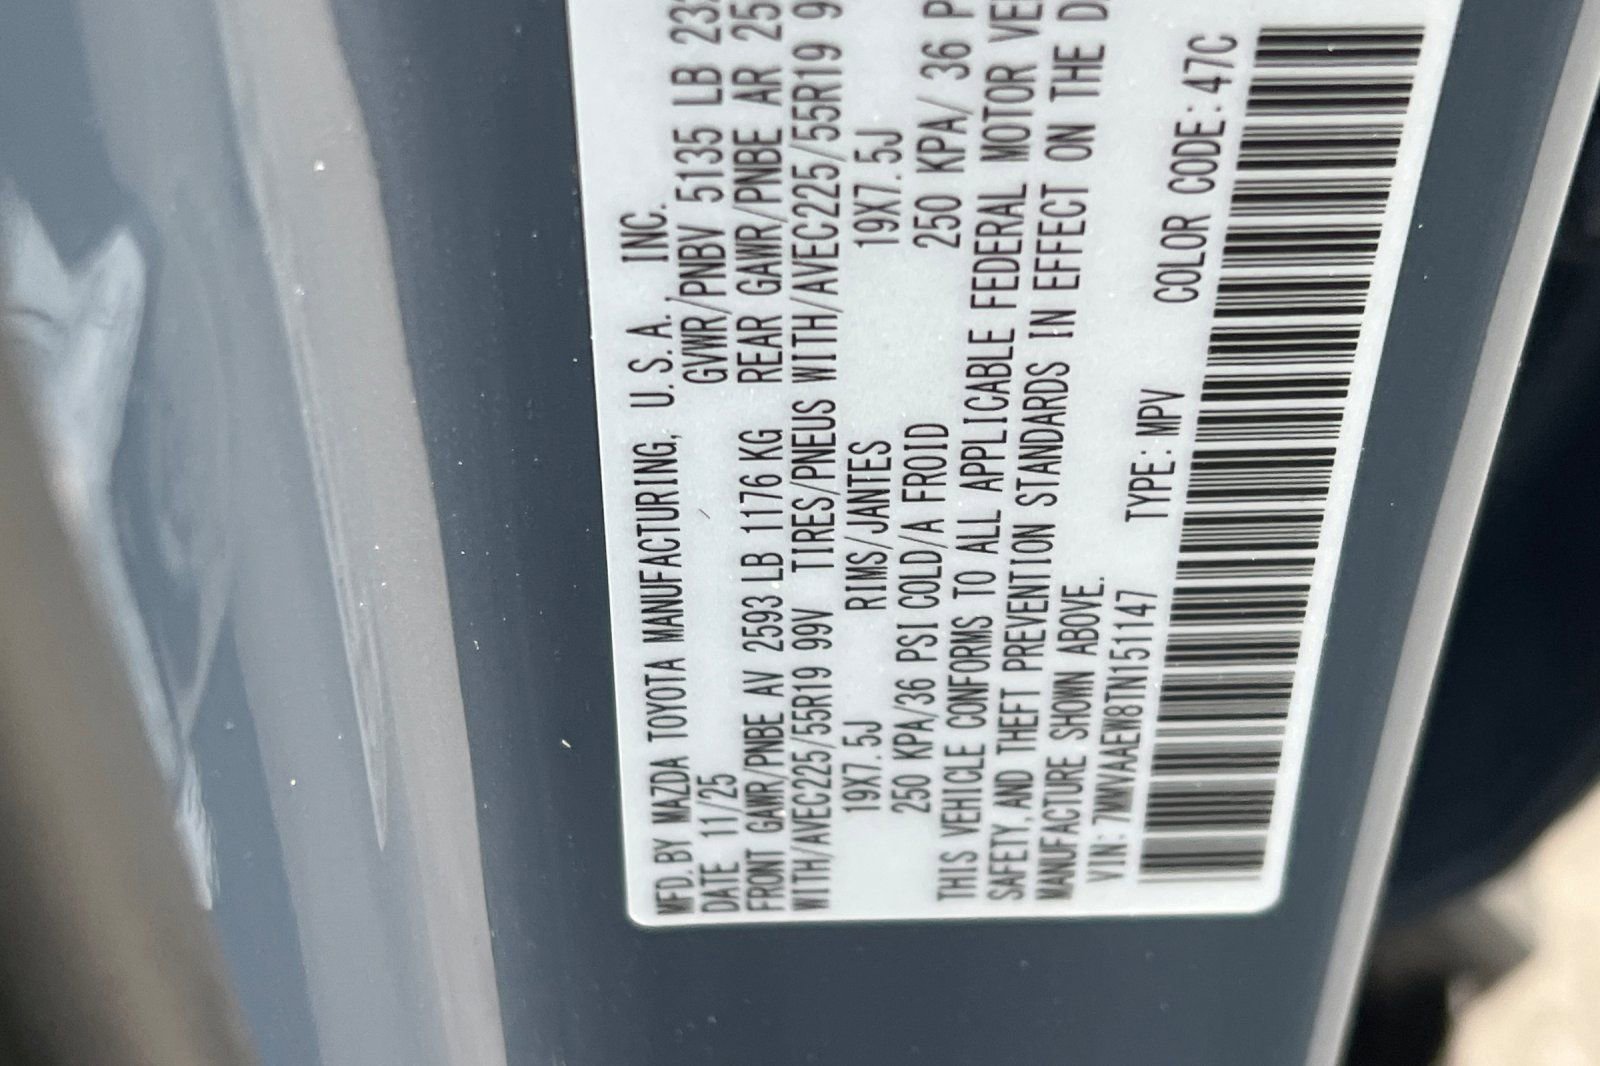 MFD. BY MAZDA TOYOTA MANUFACTURING, U. S. A. INC.
DATE 11/25 GVWR/PNBV 5135 LB 232
FRONT GAWR/PNBE AV 2593 LB 1176 KG REAR GAWR/PNBE AR 25
WITH/AVEC225/55R19 99V TIRES/PNEUS WITH/AVEC225/55R19 9
19X7.5J RIMS/JANTES 19X7.5J
250 KPA/36 PSI COLD/A FROID 250 KPA/ 36 P
THIS VEHICLE CONFORMS TO ALL APPLICABLE FEDERAL MOTOR VEH
SAFETY, AND THEFT PREVENTION STANDARDS IN EFFECT ON THE D
MANUFACTURE SHOWN ABOVE.
VIN: 7MMVAAEW8TN151147 TYPE: MPV COLOR CODE: 47C